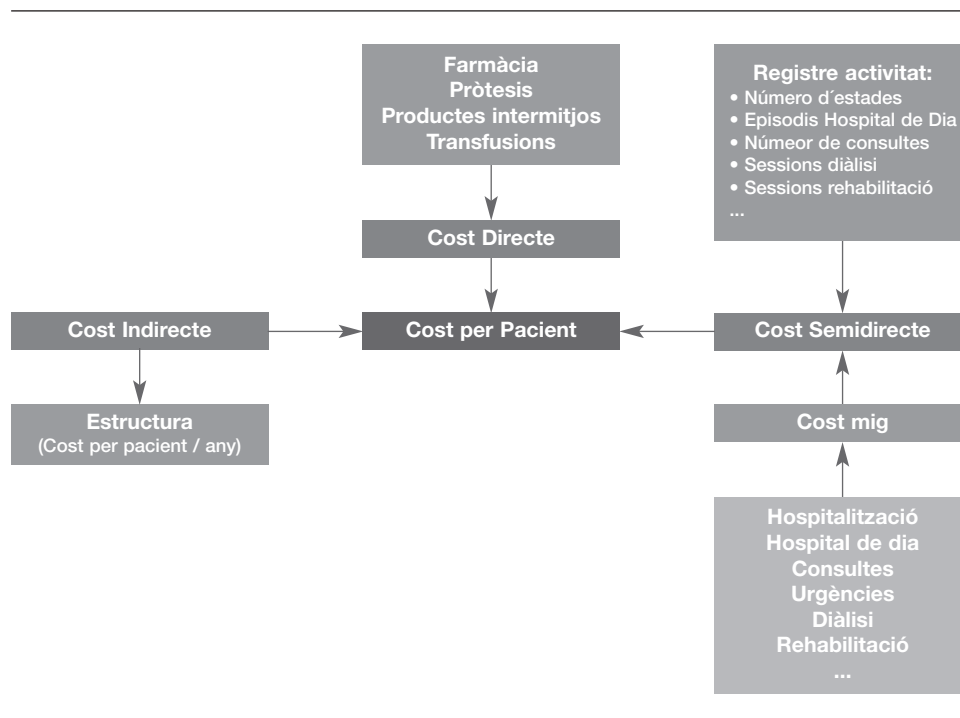 Farmàcia
Pròtesis
Productes intermitjos
Transfusions
Registre activitat:
• Número d´estades
• Episodis Hospital de Dia
• Númeor de consultes
• Sessions diàlisi
• Sessions rehabilitació
...
Cost Directe
Cost Indirecte
Cost per Pacient
Cost Semidirecte
Estructura
(Cost per pacient / any)
Cost mig
Hospitalització
Hospital de dia
Consultes
Urgències
Diàlisi
Rehabilitació
...